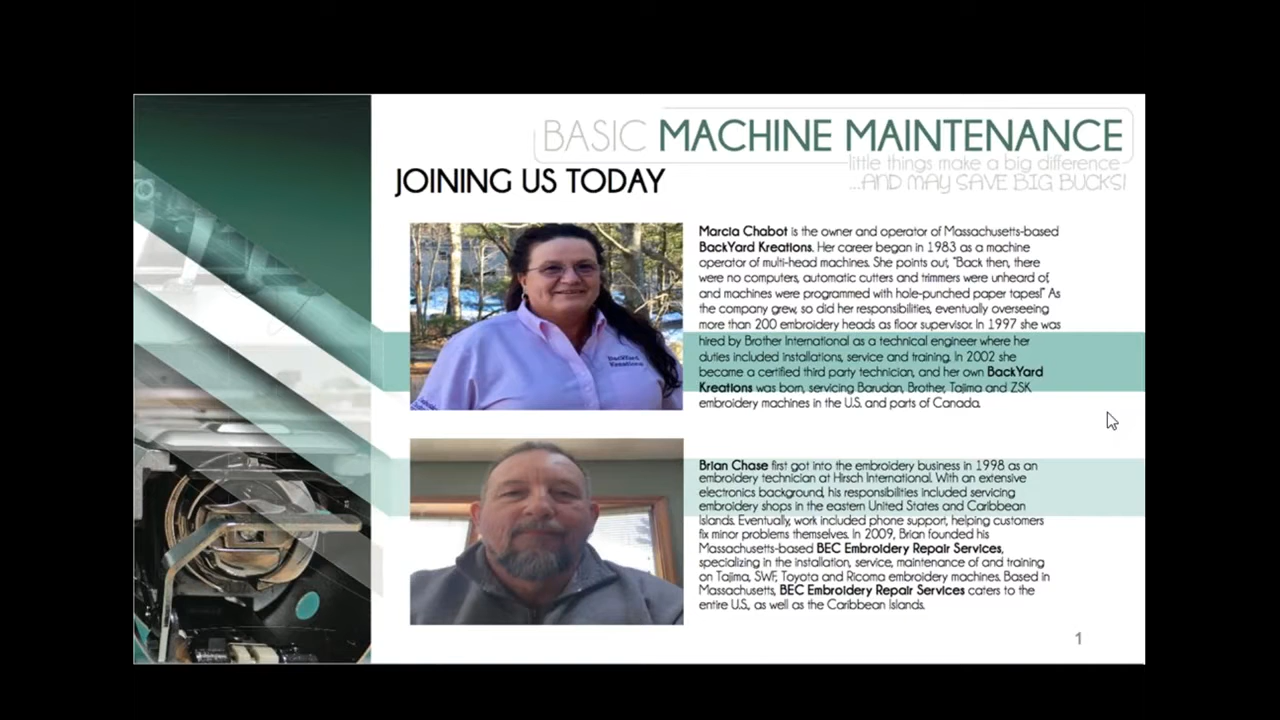 BASIC MACHINE MAINTENANCE
little things make a big difference
...AND MAY SAVE BIG BUCKS!
JOINING US TODAY
Marcia Chabot is the owner and operator of Massachusetts-based
BackYard Kreations. Her career began in 1983 as a machine
operator of multi-head machines. She points out, "Back then, there
were no computers, automatic cutters and trimmers were unheard of,
and machines were programmed with hole-punched paper tapes!" As
the company grew, so did her responsibilities, eventually overseeing
more than 200 embroidery heads as floor supervisor. In 1997 she was
hired by Brother International as a technical engineer where her
duties included installations, service and training. In 2002 she
became a certified third party technician, and her own BackYard
Kreations was born, servicing Barudan, Brother, Tajima and ZSK
embroidery machines in the U.S. and parts of Canada.
BackYard
Kreations
Brian Chase first got into the embroidery business in 1998 as an
embroidery technician at Hirsch International. With an extensive
electronics background, his responsibilities included servicing
embroidery shops in the eastern United States and Caribbean
Islands. Eventually, work included phone support, helping customers
fix minor problems themselves. In 2009, Brian founded his
Massachusetts-based BEC Embroidery Repair Services,
specializing in the installation, service, maintenance of and training
on Tajima, SWF, Toyota and Ricoma embroidery machines. Based in
Massachusetts, BEC Embroidery Repair Services caters to the
entire U.S., as well as the Caribbean Islands.
1